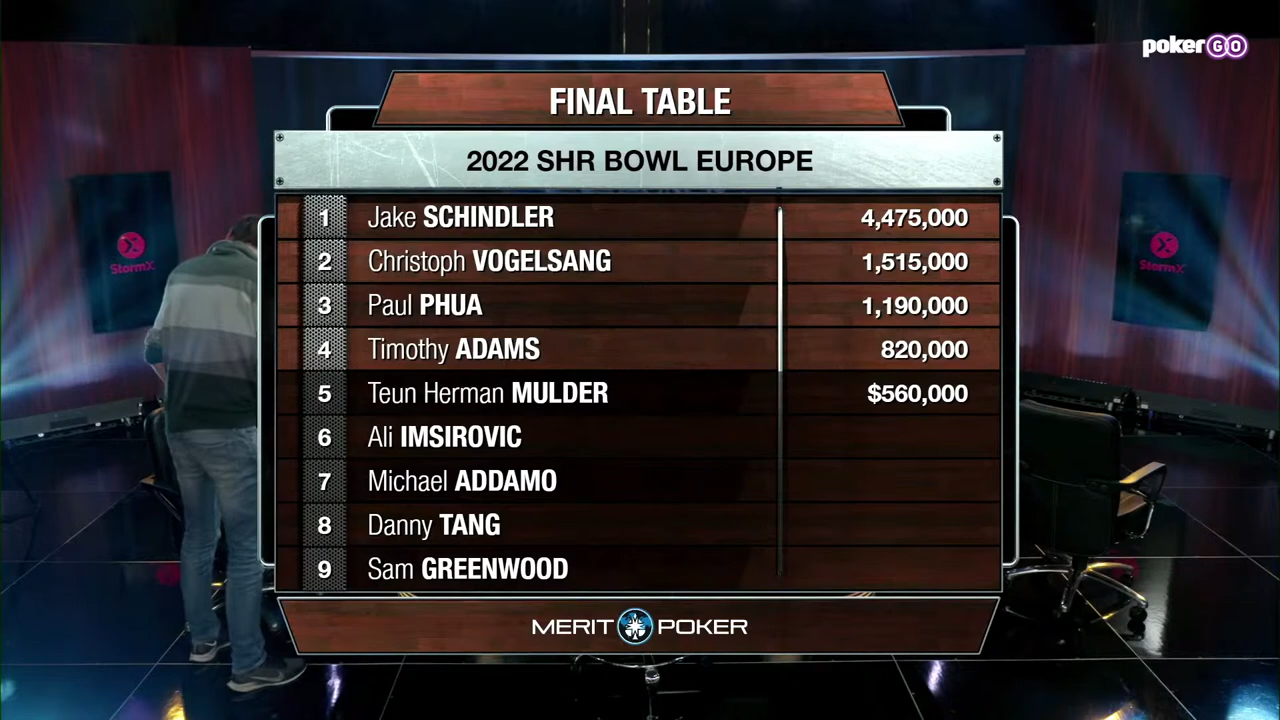 poker GO
FINAL TABLE
2022 SHR BOWL EUROPE
1 Jake SCHINDLER 4,475,000
2 Christoph VOGELSANG 1,515,000
3 Paul PHUA 1,190,000
4 Timothy ADAMS 820,000
5 Teun Herman MULDER $560,000
6 Ali IMSIROVIC
7 Michael ADDAMO
8 Danny TANG
9 Sam GREENWOOD
StormX
StormX
MERIT POKER